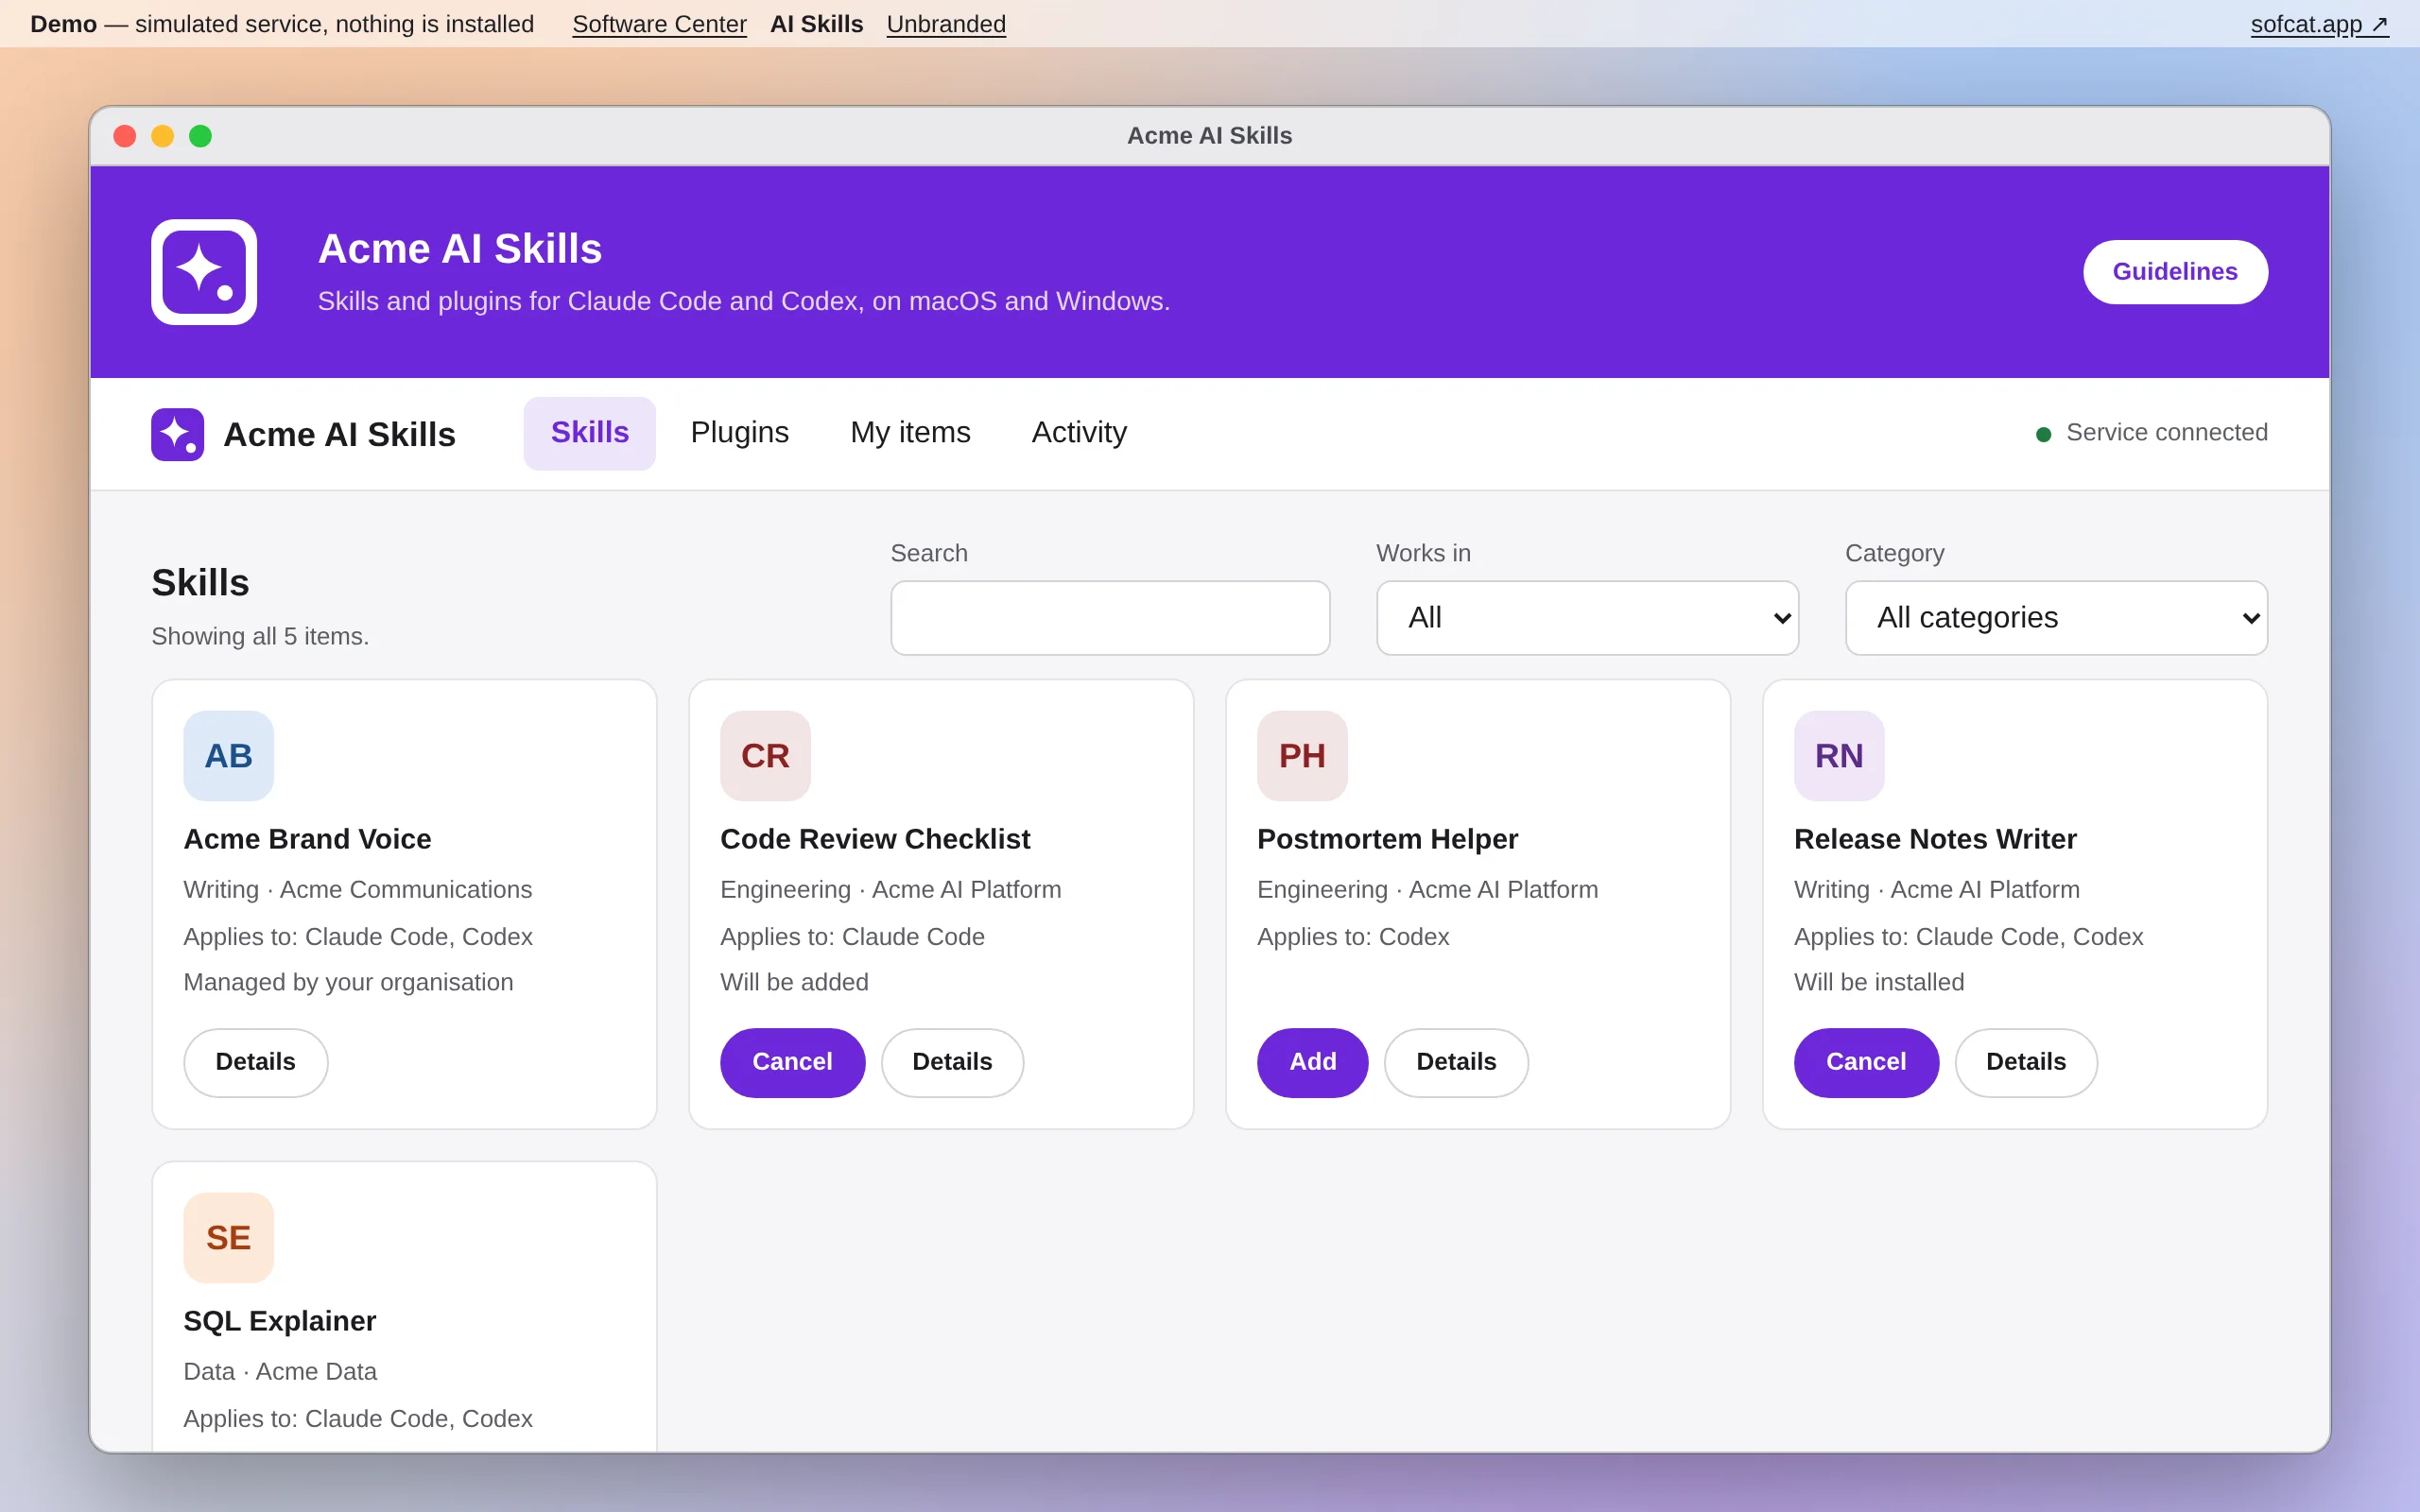 Demo — simulated service, nothing is installed Software Center AI Skills Unbranded sofcat.app ↗
Acme AI Skills
Acme AI Skills
Skills and plugins for Claude Code and Codex, on macOS and Windows.
Guidelines
Acme AI Skills Skills Plugins My items Activity Service connected
Skills
Showing all 5 items.
Search
Works in
All
Category
All categories
AB
Acme Brand Voice
Writing · Acme Communications
Applies to: Claude Code, Codex
Managed by your organisation
Details
CR
Code Review Checklist
Engineering · Acme AI Platform
Applies to: Claude Code
Will be added
Cancel Details
PH
Postmortem Helper
Engineering · Acme AI Platform
Applies to: Codex
Add Details
RN
Release Notes Writer
Writing · Acme AI Platform
Applies to: Claude Code, Codex
Will be installed
Cancel Details
SE
SQL Explainer
Data · Acme Data
Applies to: Claude Code, Codex